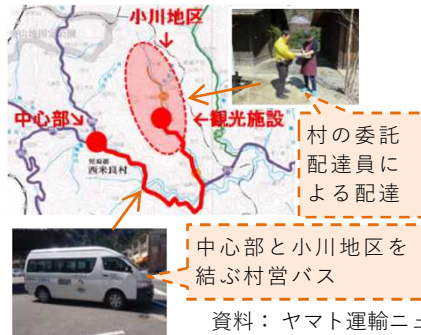 小川地区
中心部↘
←観光施設
西米良村
村の委託
配達員に
よる配達
中心部と小川地区を
結ぶ村営バス
資料： ヤマト運輸ニュ